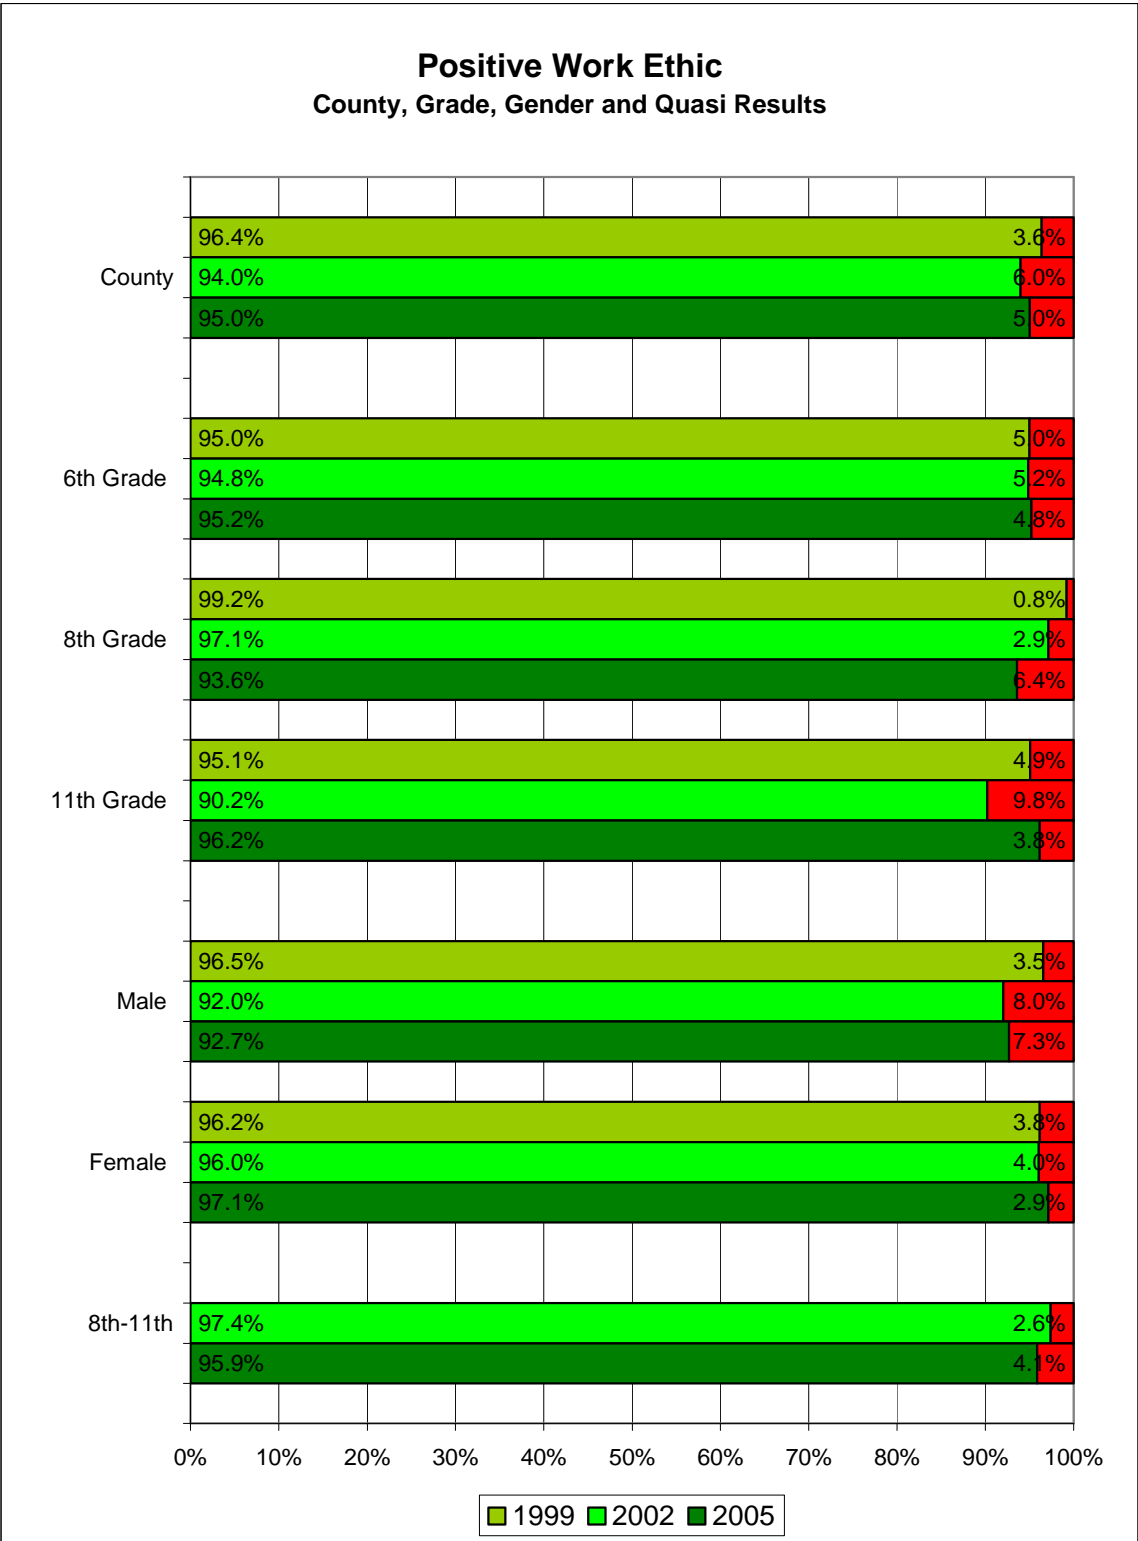 Positive Work Ethic
County, Grade, Gender and Quasi Results
96.4% 3.6%
County 94.0% 6.0%
95.0% 5.0%
95.0% 5.0%
6th Grade 94.8% 5.2%
95.2% 4.8%
99.2% 0.8%
8th Grade 97.1% 2.9%
93.6% 6.4%
95.1% 4.9%
11th Grade 90.2% 9.8%
96.2% 3.8%
96.5% 3.5%
Male 92.0% 8.0%
92.7% 7.3%
96.2% 3.8%
Female 96.0% 4.0%
97.1% 2.9%
8th-11th 97.4% 2.6%
95.9% 4.1%
0% 10% 20% 30% 40% 50% 60% 70% 80% 90% 100%
1999 2002 2005